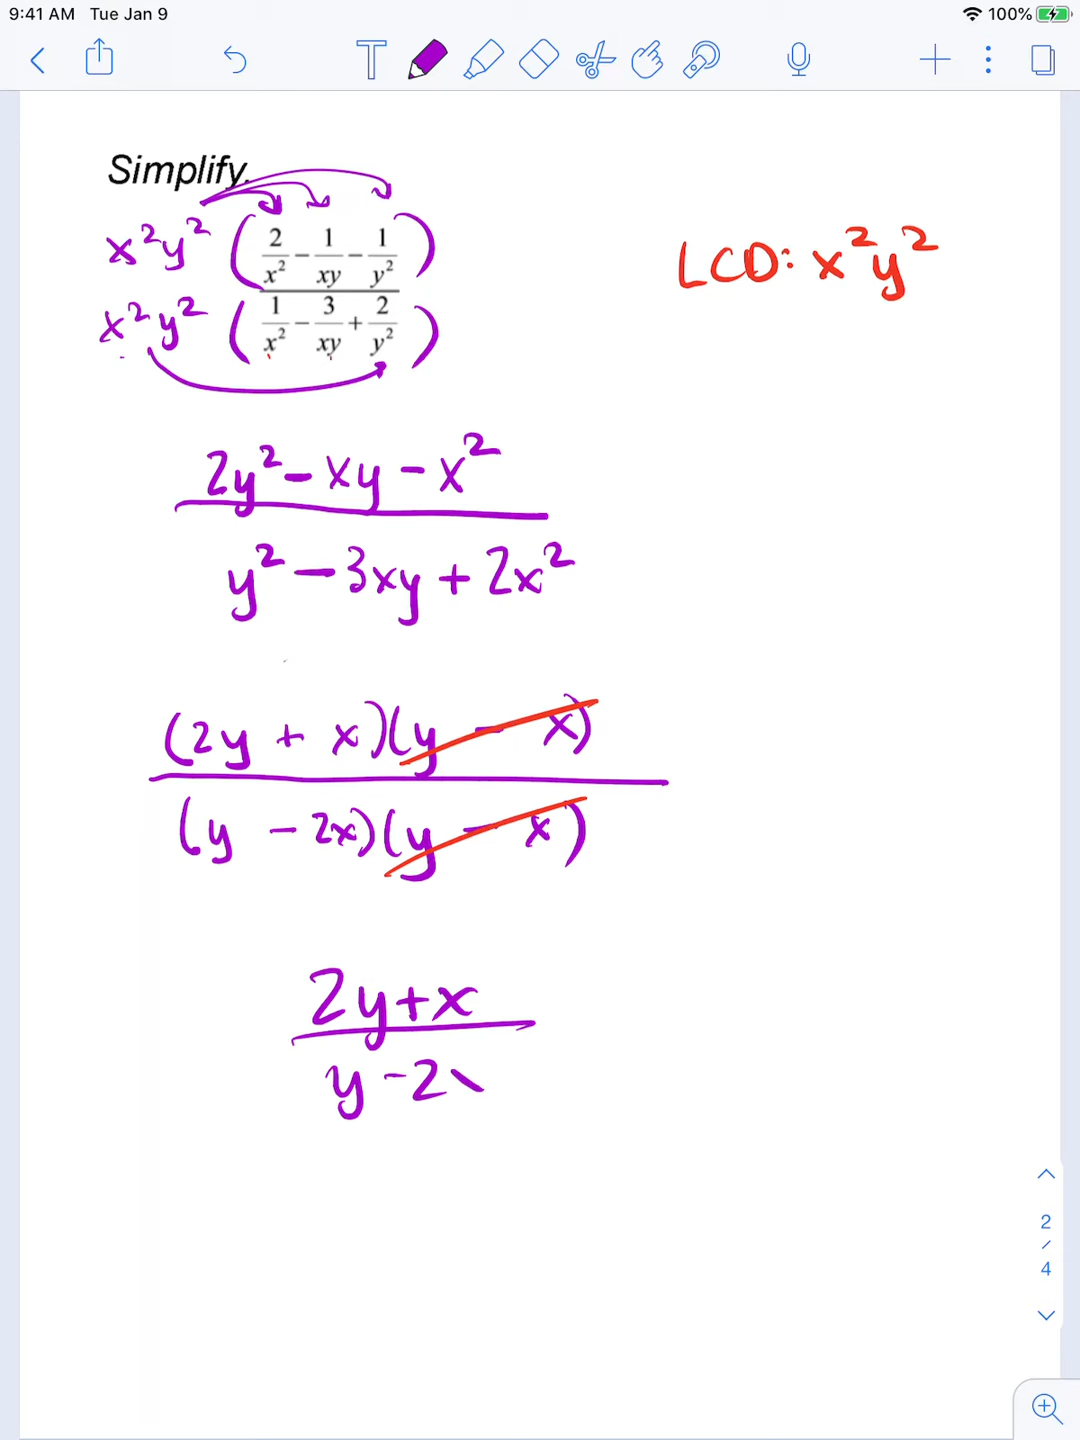 9:41 AM Tue Jan 9 100%
T
Simplify.
x²y² ( 2/x² − 1/xy − 1/y² )
x²y² ( 1/x² − 3/xy + 2/y² )
LCD: x²y²
2y² − xy − x²
y² − 3xy + 2x²
(2y + x)(y − x)
(y − 2x)(y − x)
2y+x
y-2
2
/
4